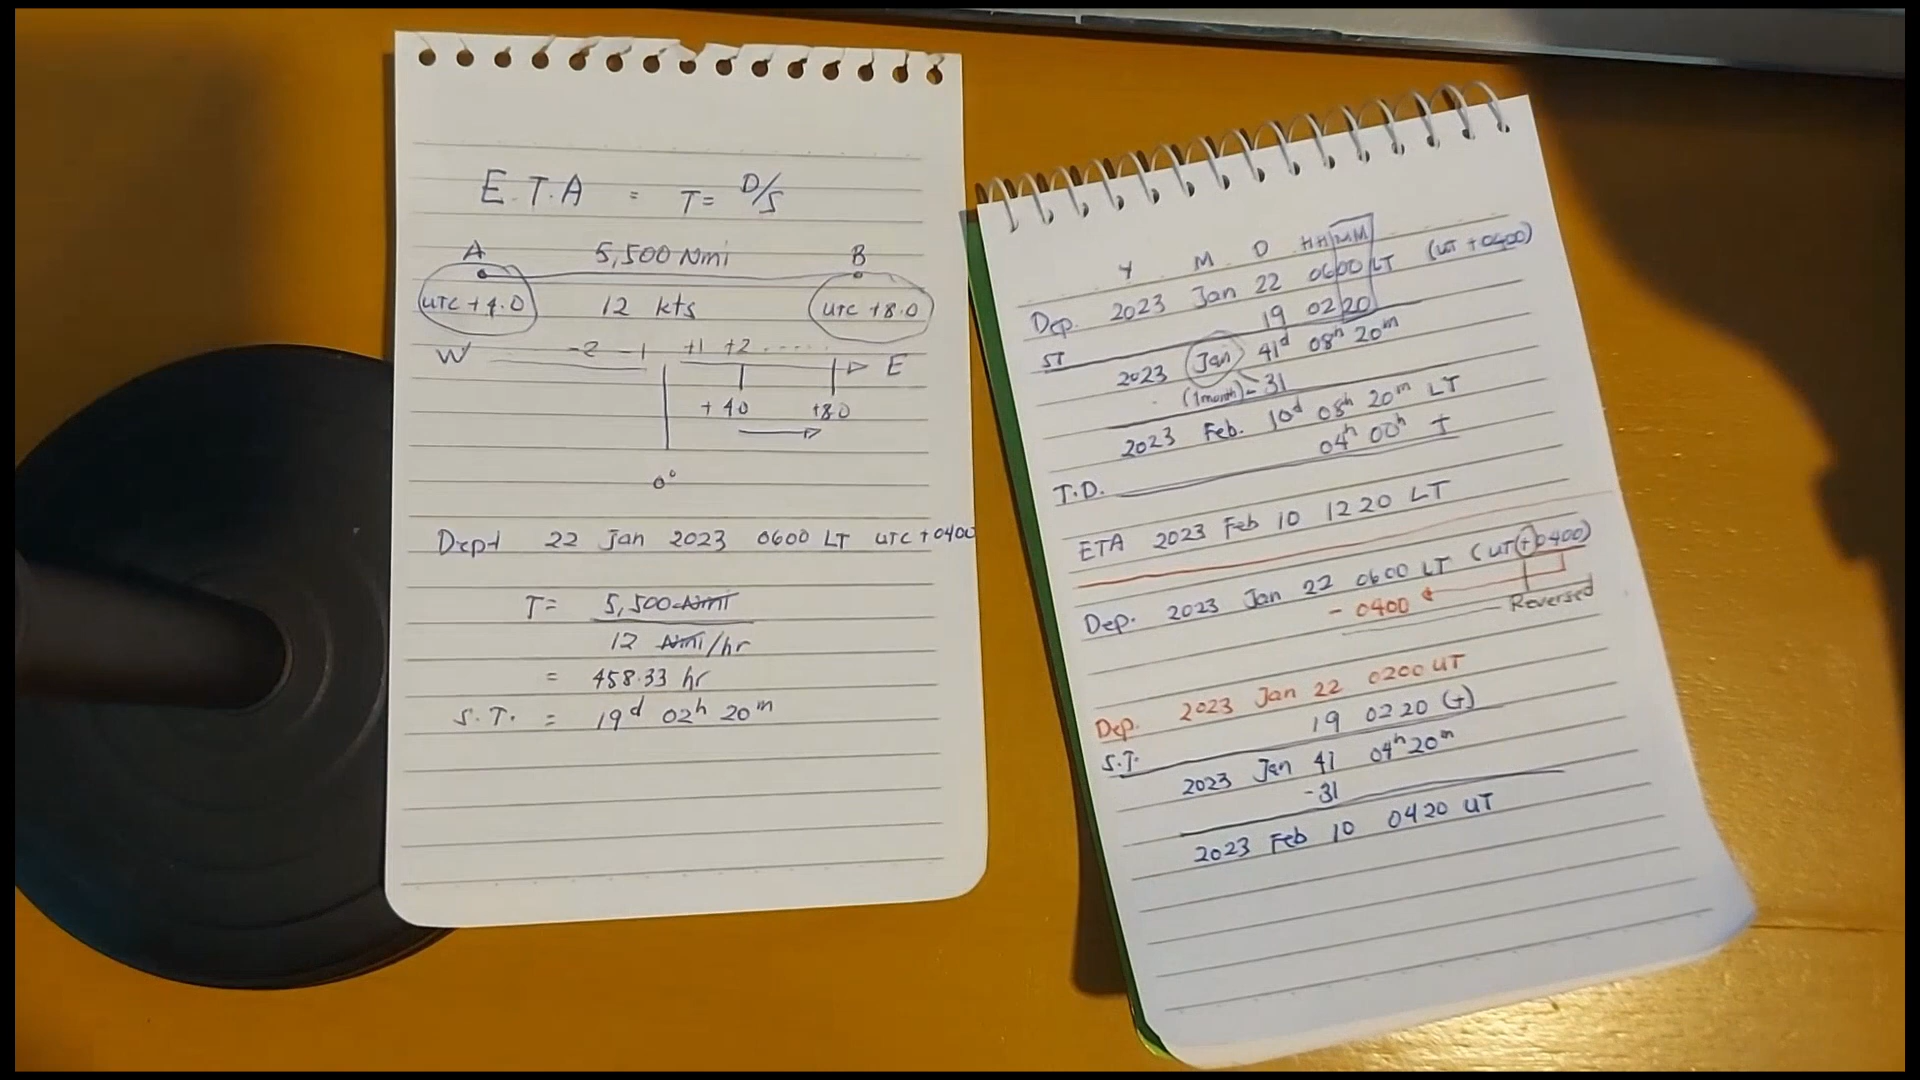 E.T.A = T= D/S
A 5,500 Nmi B
UTC +4.0 12 kts UTC +8.0
W -2 -1 +1 +2 ..... E
+40 +80
0°
Dept 22 Jan 2023 0600 LT UTC +0400
T= 5,500 Nmi
12 Nmi/hr
= 458.33 hr
S.T. = 19d 02h 20m
Y M D HH MM
Dep. 2023 Jan 22 0600 LT (UT +0400)
ST 19 02 20
2023 Jan 41d 08h 20m
(1month) - 31
2023 Feb. 10d 08h 20m LT
T.D. 04h 00h +
ETA 2023 Feb 10 1220 LT
Dep. 2023 Jan 22 0600 LT (UT+0400)
- 0400 Reversed
Dep. 2023 Jan 22 0200 UT
S.T. 19 02 20 (+)
2023 Jan 41 04h 20m
-31
2023 Feb 10 0420 UT